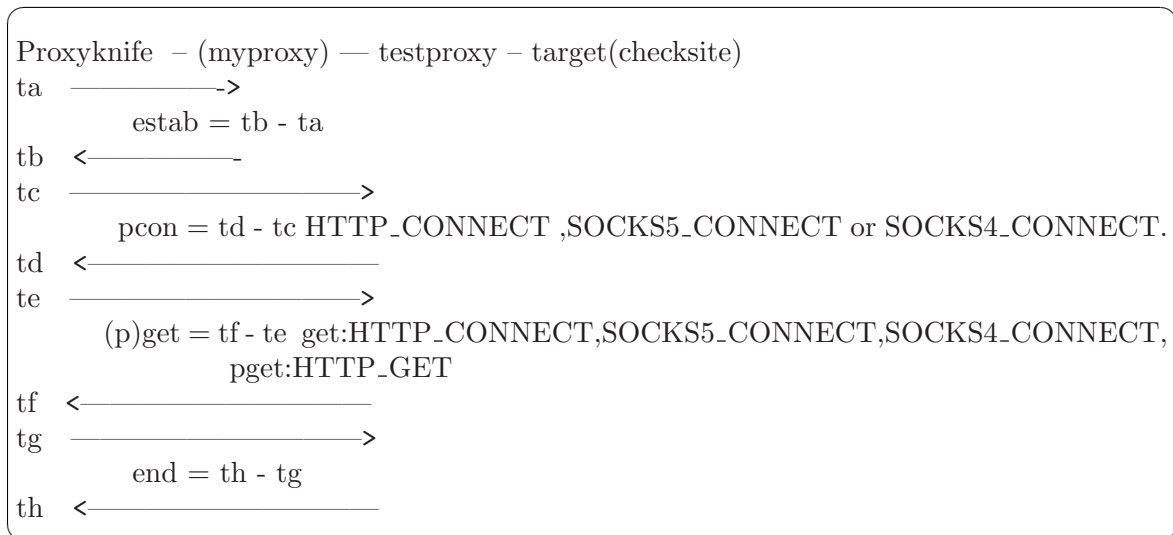 Proxyknife – (myproxy) — testproxy – target(checksite)
ta ——————-> 
estab = tb - ta
tb <——————-
tc ————————————>
pcon = td - tc HTTP_CONNECT ,SOCKS5_CONNECT or SOCKS4_CONNECT.
td <————————————
te ————————————>
(p)get = tf - te get:HTTP_CONNECT,SOCKS5_CONNECT,SOCKS4_CONNECT,
pget:HTTP_GET
tf <————————————
tg ————————————>
end = th - tg
th <————————————